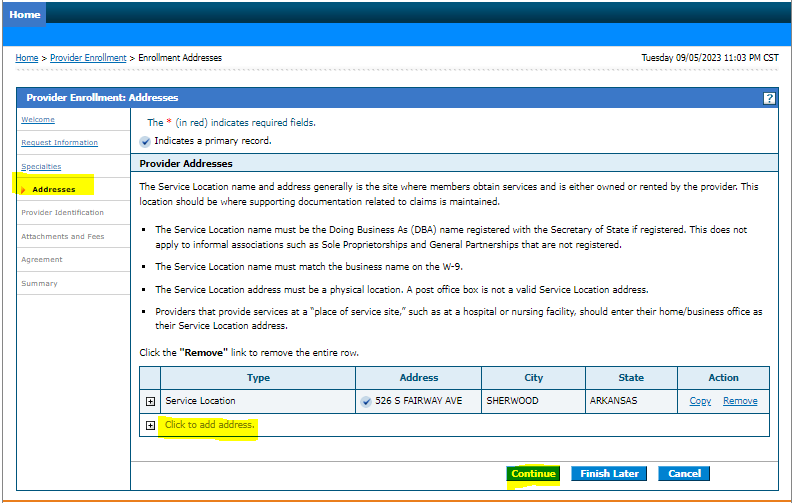 Home
Home > Provider Enrollment > Enrollment Addresses
Tuesday 09/05/2023 11:03 PM CST
Provider Enrollment: Addresses
?
Welcome
Request Information
Specialties
Addresses
Provider Identification
Attachments and Fees
Agreement
Summary
The * (in red) indicates required fields.
Indicates a primary record.
Provider Addresses
The Service Location name and address generally is the site where members obtain services and is either owned or rented by the provider. This
location should be where supporting documentation related to claims is maintained.
▪ The Service Location name must be the Doing Business As (DBA) name registered with the Secretary of State if registered. This does not
apply to informal associations such as Sole Proprietorships and General Partnerships that are not registered.
▪ The Service Location name must match the business name on the W-9.
▪ The Service Location address must be a physical location. A post office box is not a valid Service Location address.
▪ Providers that provide services at a “place of service site,” such as at a hospital or nursing facility, should enter their home/business office as
their Service Location address.
Click the "Remove" link to remove the entire row.
Type Address City State Action
Service Location 526 S FAIRWAY AVE SHERWOOD ARKANSAS Copy Remove
Click to add address.
Continue Finish Later Cancel